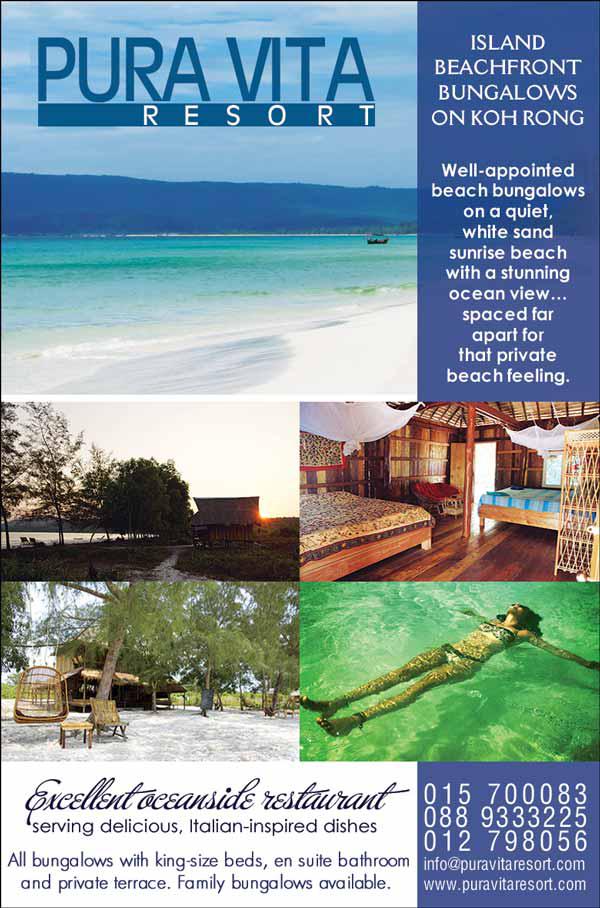 PURA VITA
RESORT
ISLAND
BEACHFRONT
BUNGALOWS
ON KOH RONG
Well-appointed
beach bungalows
on a quiet,
white sand
sunrise beach
with a stunning
ocean view...
spaced far
apart for
that private
beach feeling.
Excellent oceanside restaurant
serving delicious, Italian-inspired dishes
All bungalows with king-size beds, en suite bathroom
and private terrace. Family bungalows available.
015 700083
088 9333225
012 798056
info@puravitaresort.com
www.puravitaresort.com